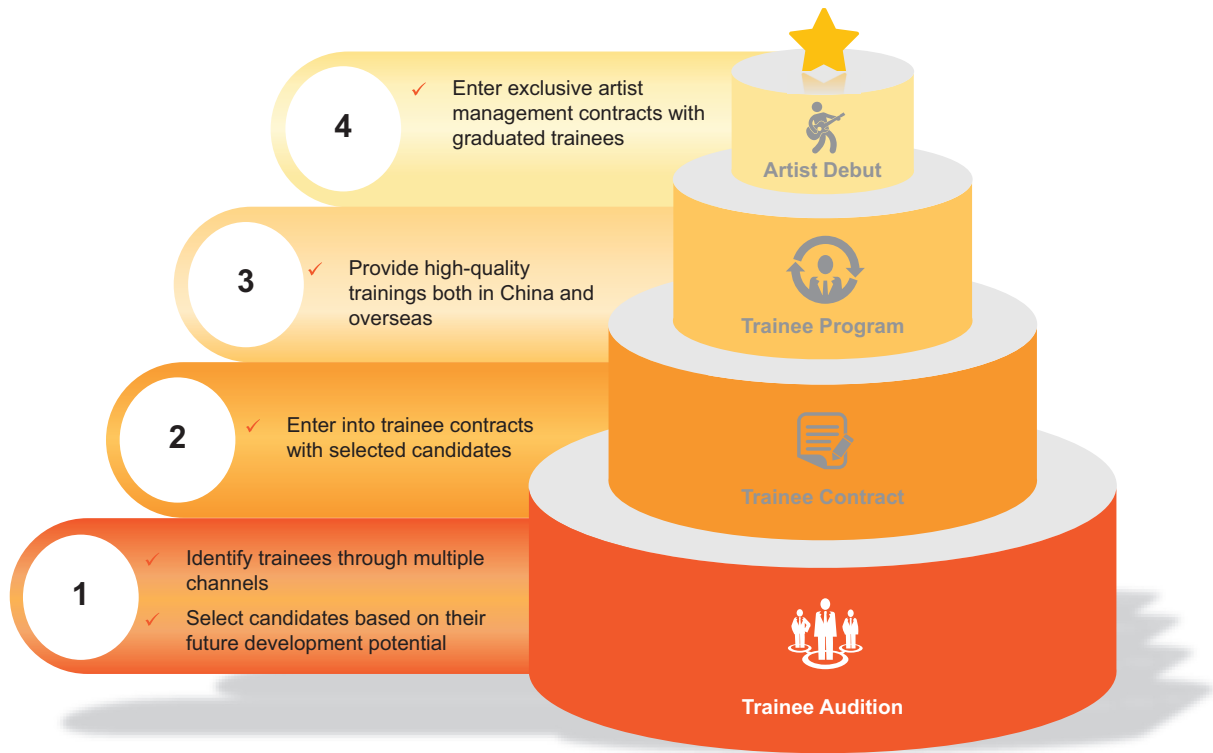 4
✓ Enter exclusive artist
management contracts with
graduated trainees
Artist Debut
3
✓ Provide high-quality
trainings both in China and
overseas
Trainee Program
2
✓ Enter into trainee contracts
with selected candidates
Trainee Contract
1
✓ Identify trainees through multiple
channels
✓ Select candidates based on their
future development potential
Trainee Audition